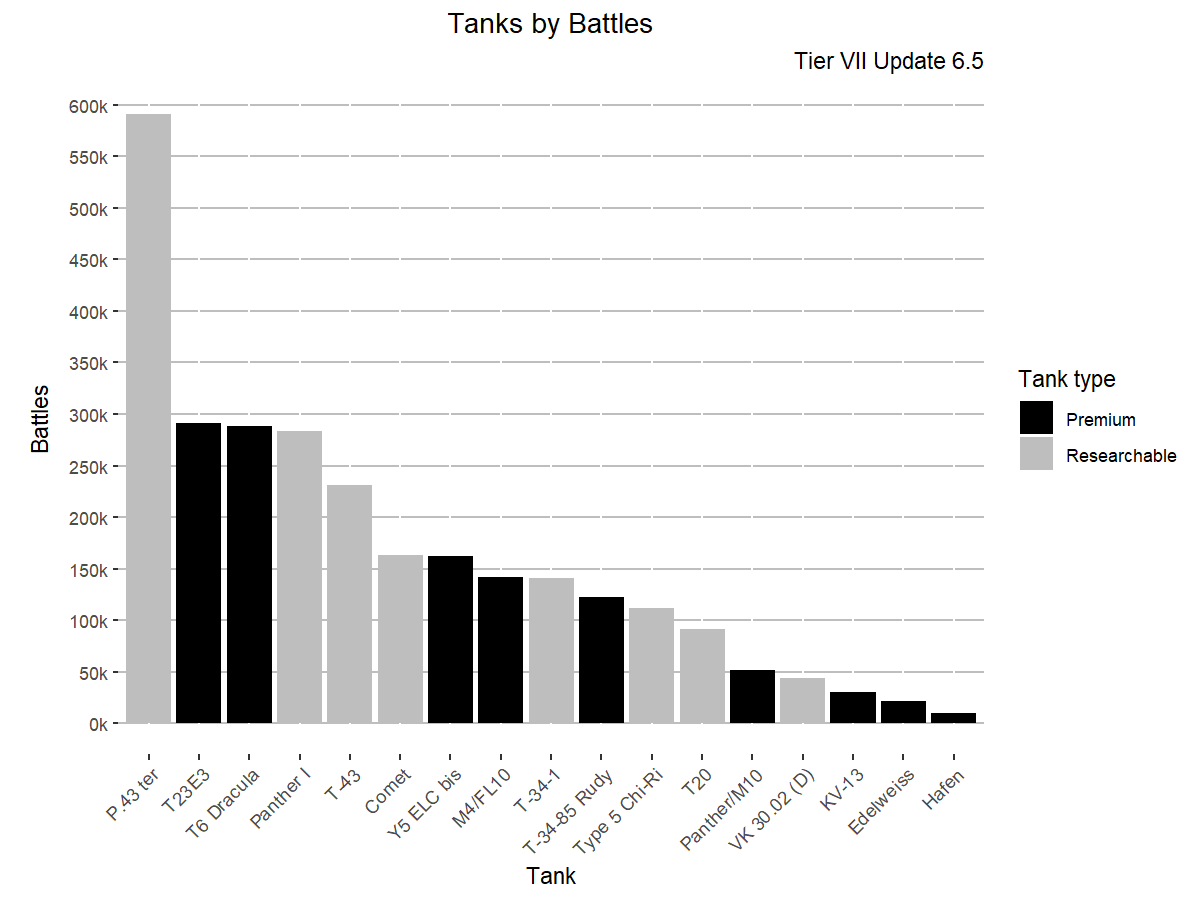 Tanks by Battles
Tier VII Update 6.5
600k
550k
500k
450k
400k
350k
300k
250k
200k
150k
100k
50k
0k
Battles
P.43 ter
T23E3
T6 Dracula
Panther I
T-43
Comet
Y5 ELC bis
M4/FL10
T-34-1
T-34-85 Rudy
Type 5 Chi-Ri
T20
Panther/M10
VK 30.02 (D)
KV-13
Edelweiss
Hafen
Tank
Tank type
Premium
Researchable